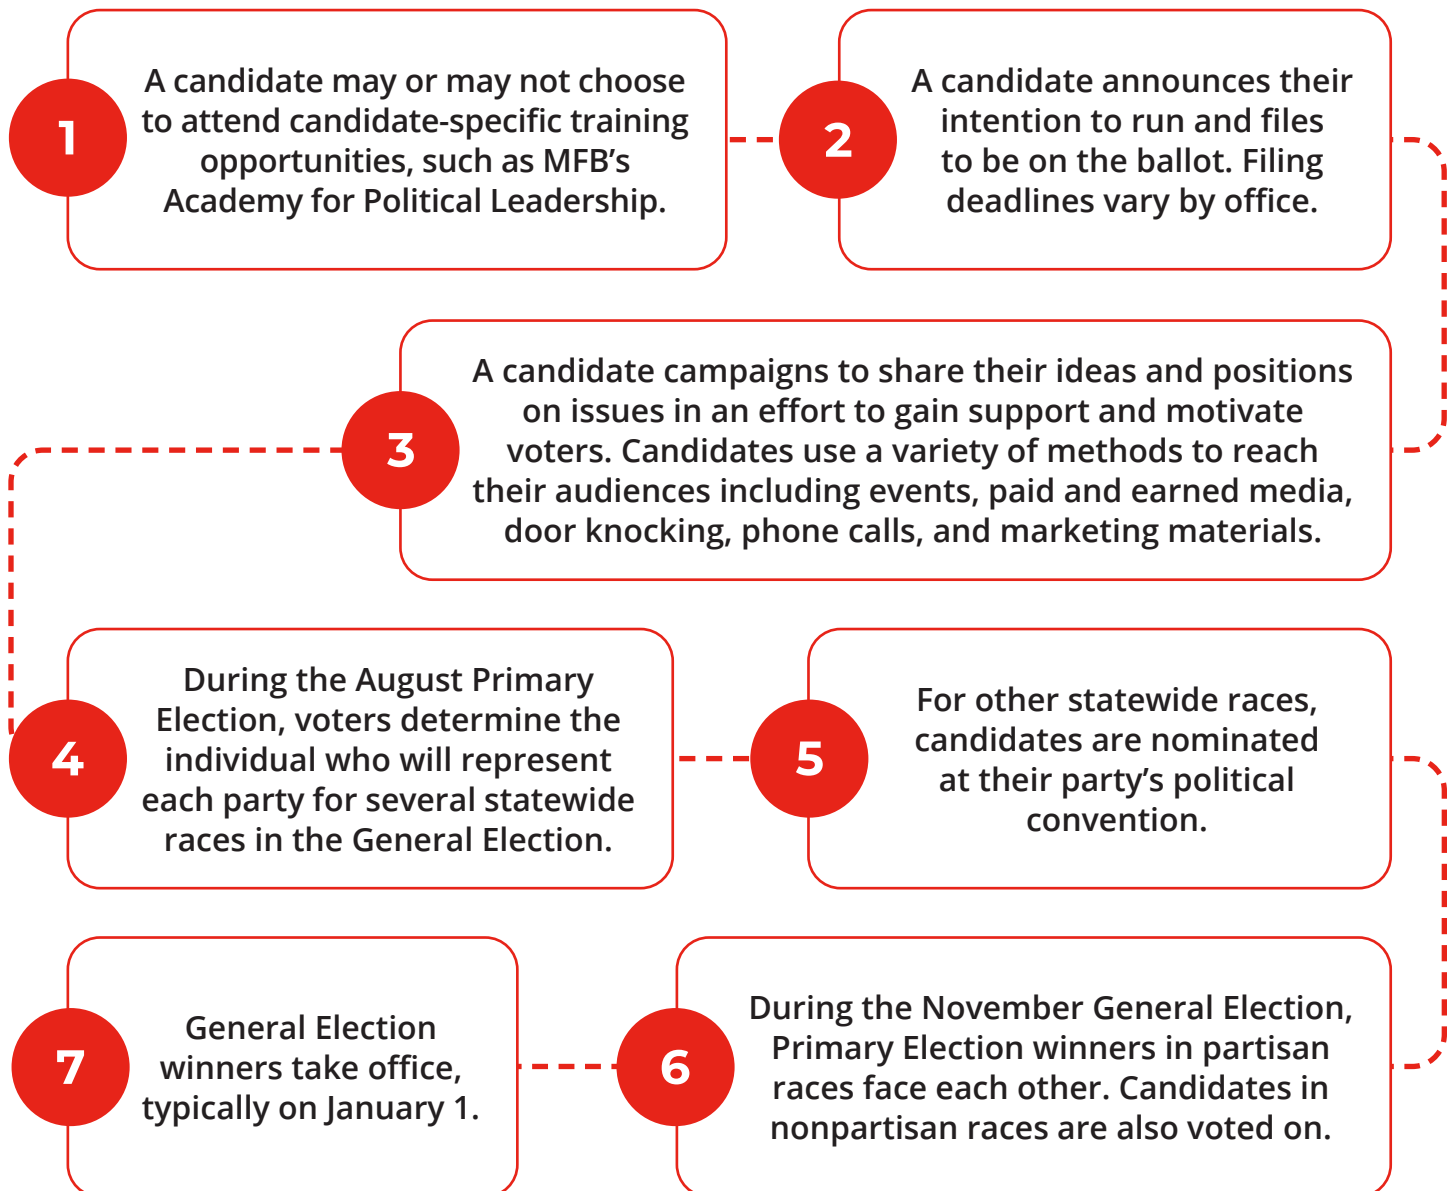 1
A candidate may or may not choose
to attend candidate-specific training
opportunities, such as MFB’s
Academy for Political Leadership.
2
A candidate announces their
intention to run and files
to be on the ballot. Filing
deadlines vary by office.
3
A candidate campaigns to share their ideas and positions
on issues in an effort to gain support and motivate
voters. Candidates use a variety of methods to reach
their audiences including events, paid and earned media,
door knocking, phone calls, and marketing materials.
4
During the August Primary
Election, voters determine the
individual who will represent
each party for several statewide
races in the General Election.
5
For other statewide races,
candidates are nominated
at their party’s political
convention.
6
During the November General Election,
Primary Election winners in partisan
races face each other. Candidates in
nonpartisan races are also voted on.
7
General Election
winners take office,
typically on January 1.